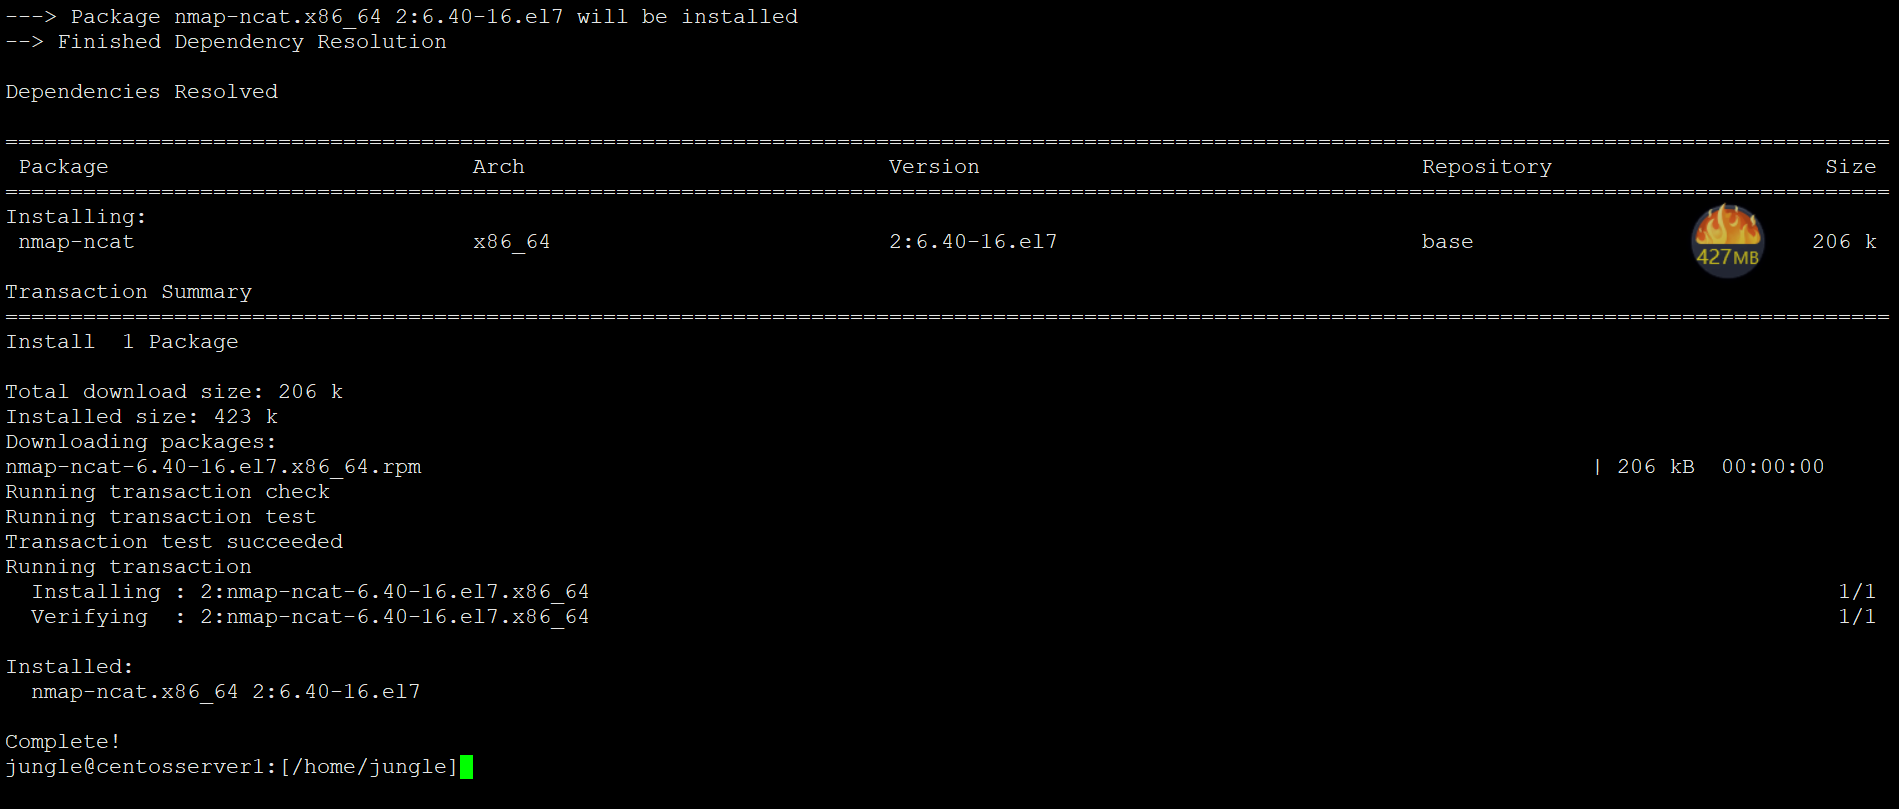 ---> Package nmap-ncat.x86_64 2:6.40-16.el7 will be installed
--> Finished Dependency Resolution
Dependencies Resolved
================================================================================
Package Arch Version Repository Size
================================================================================
Installing:
nmap-ncat x86_64 2:6.40-16.el7 base 206 k
427MB
Transaction Summary
================================================================================
Install 1 Package
Total download size: 206 k
Installed size: 423 k
Downloading packages:
nmap-ncat-6.40-16.el7.x86_64.rpm | 206 kB 00:00:00
Running transaction check
Running transaction test
Transaction test succeeded
Running transaction
Installing : 2:nmap-ncat-6.40-16.el7.x86_64 1/1
Verifying : 2:nmap-ncat-6.40-16.el7.x86_64 1/1
Installed:
nmap-ncat.x86_64 2:6.40-16.el7
Complete!
jungle@centosserver1:[/home/jungle]